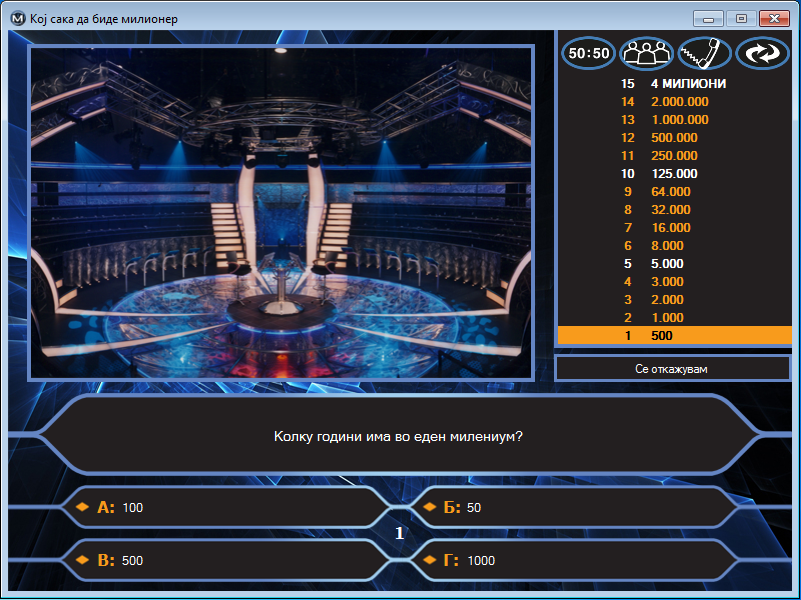 Кој сака да биде милионер
50:50
15 4 МИЛИОНИ
14 2.000.000
13 1.000.000
12 500.000
11 250.000
10 125.000
9 64.000
8 32.000
7 16.000
6 8.000
5 5.000
4 3.000
3 2.000
2 1.000
1 500
Се откажувам
Колку години има во еден милениум?
А: 100
Б: 50
1
В: 500
Г: 1000